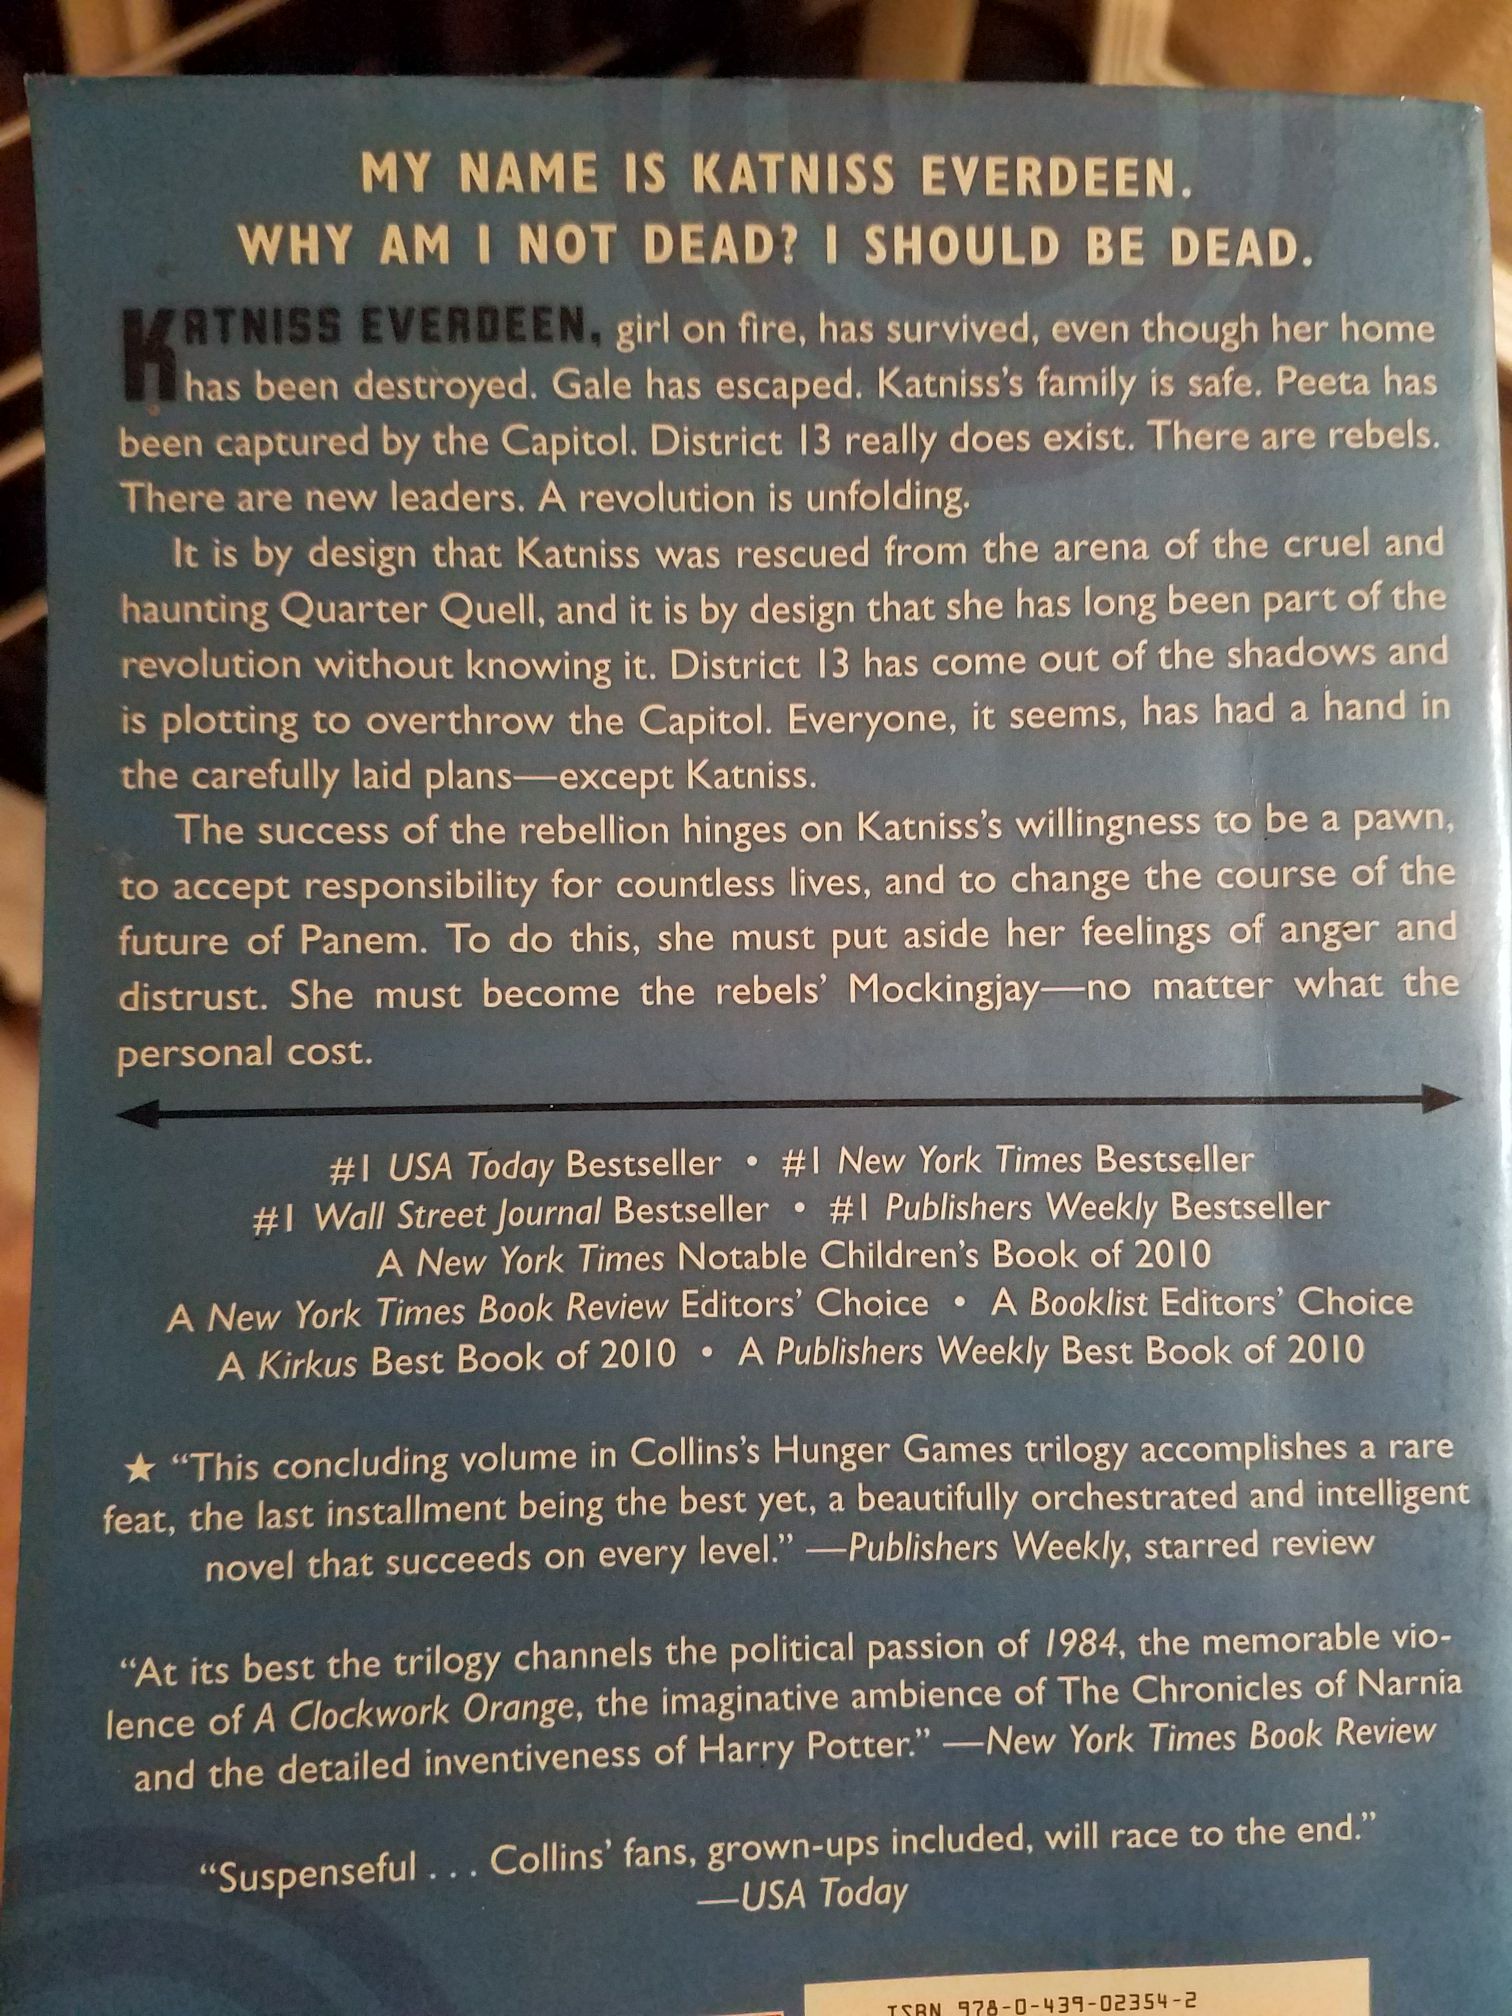 MY NAME IS KATNISS EVERDEEN.
WHY AM I NOT DEAD? I SHOULD BE DEAD.
KATNISS EVERDEEN, girl on fire, has survived, even though her home
has been destroyed. Gale has escaped. Katniss's family is safe. Peeta has
been captured by the Capitol. District 13 really does exist. There are rebels.
There are new leaders. A revolution is unfolding.
It is by design that Katniss was rescued from the arena of the cruel and
haunting Quarter Quell, and it is by design that she has long been part of the
revolution without knowing it. District 13 has come out of the shadows and
is plotting to overthrow the Capitol. Everyone, it seems, has had a hand in
the carefully laid plans—except Katniss.
The success of the rebellion hinges on Katniss's willingness to be a pawn,
to accept responsibility for countless lives, and to change the course of the
future of Panem. To do this, she must put aside her feelings of anger and
distrust. She must become the rebels' Mockingjay—no matter what the
personal cost.
#1 USA Today Bestseller • #1 New York Times Bestseller
#1 Wall Street Journal Bestseller • #1 Publishers Weekly Bestseller
A New York Times Notable Children's Book of 2010
A New York Times Book Review Editors' Choice • A Booklist Editors' Choice
A Kirkus Best Book of 2010 • A Publishers Weekly Best Book of 2010
★ "This concluding volume in Collins's Hunger Games trilogy accomplishes a rare
feat, the last installment being the best yet, a beautifully orchestrated and intelligent
novel that succeeds on every level." —Publishers Weekly, starred review
"At its best the trilogy channels the political passion of 1984, the memorable vio-
lence of A Clockwork Orange, the imaginative ambience of The Chronicles of Narnia
and the detailed inventiveness of Harry Potter." —New York Times Book Review
"Suspenseful . . . Collins' fans, grown-ups included, will race to the end."
—USA Today
ISBN 978-0-439-02354-2